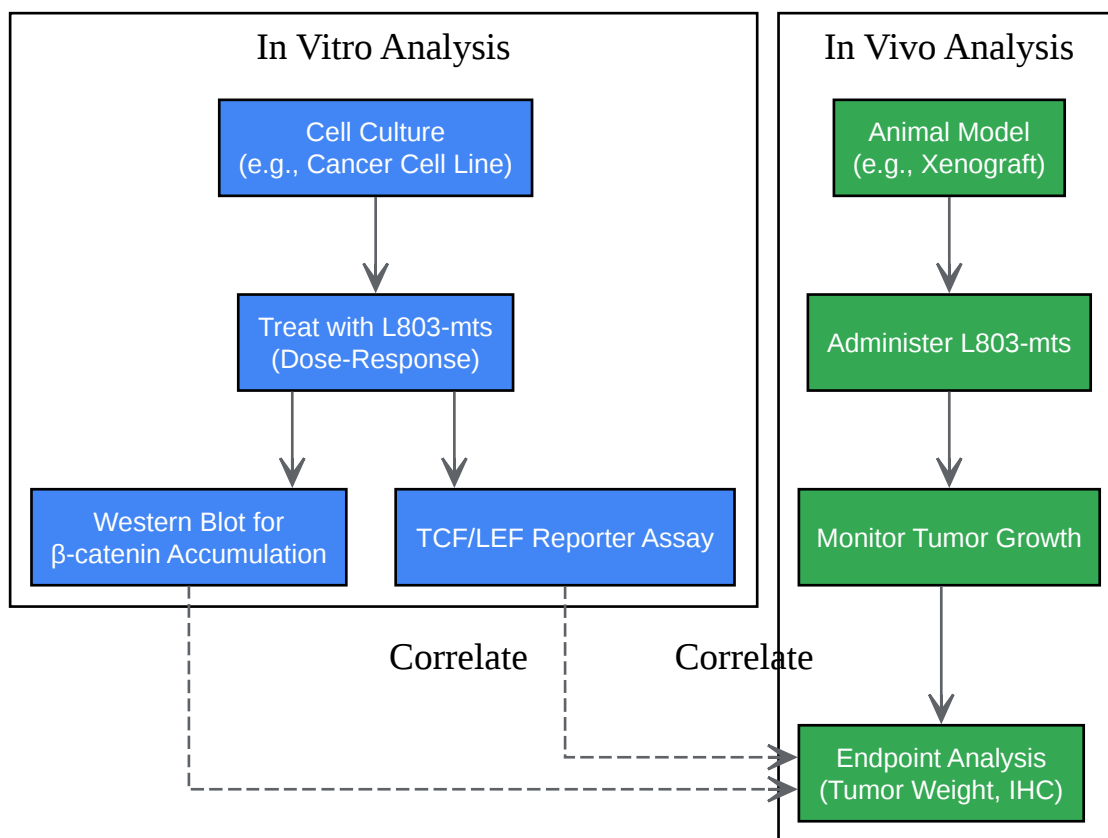 In Vitro Analysis
Cell Culture
(e.g., Cancer Cell Line)
Treat with L803-mts
(Dose-Response)
Western Blot for
β-catenin Accumulation
TCF/LEF Reporter Assay
In Vivo Analysis
Animal Model
(e.g., Xenograft)
Administer L803-mts
Monitor Tumor Growth
Correlate
Correlate
Endpoint Analysis
(Tumor Weight, IHC)